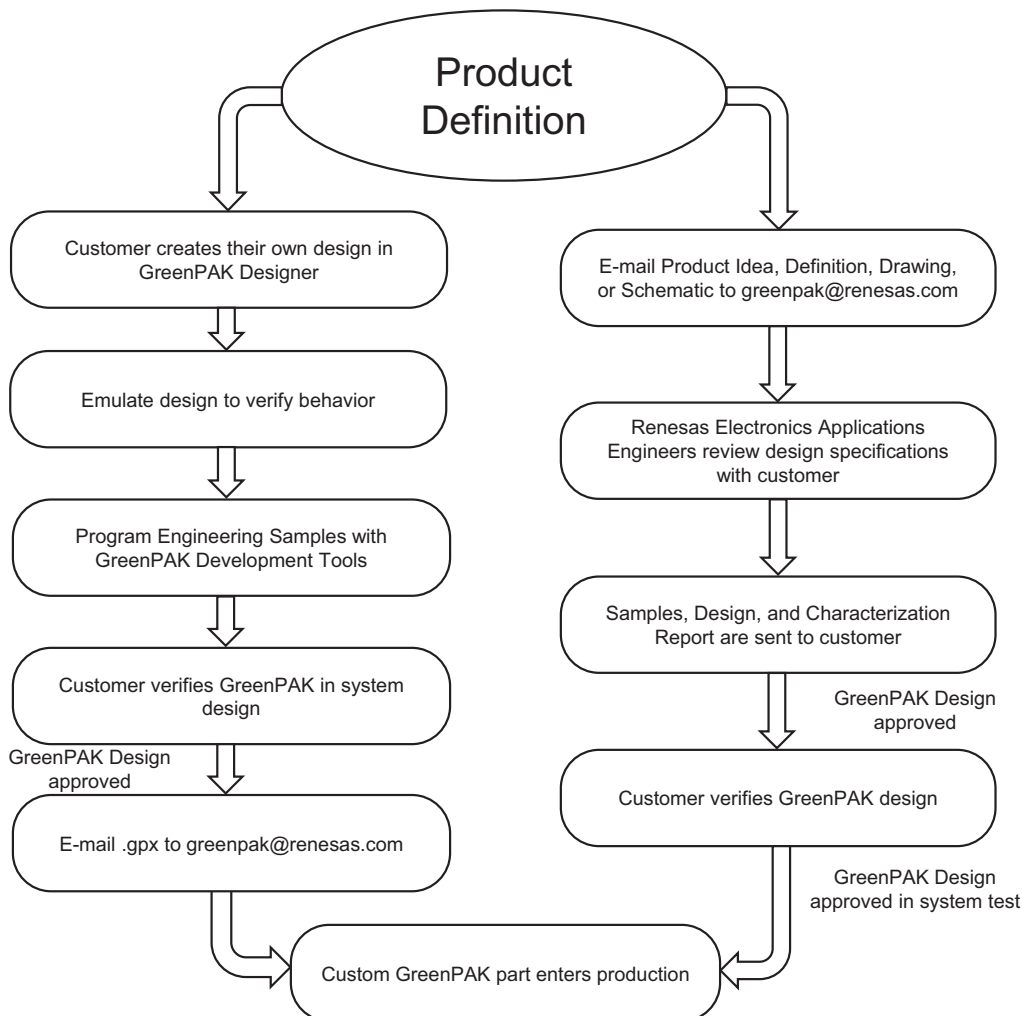 Product
Definition
Customer creates their own design in
GreenPAK Designer
Emulate design to verify behavior
Program Engineering Samples with
GreenPAK Development Tools
Customer verifies GreenPAK in system
design
GreenPAK Design
approved
E-mail .gpx to greenpak@renesas.com
E-mail Product Idea, Definition, Drawing,
or Schematic to greenpak@renesas.com
Renesas Electronics Applications
Engineers review design specifications
with customer
Samples, Design, and Characterization
Report are sent to customer
GreenPAK Design
approved
Customer verifies GreenPAK design
GreenPAK Design
approved in system test
Custom GreenPAK part enters production